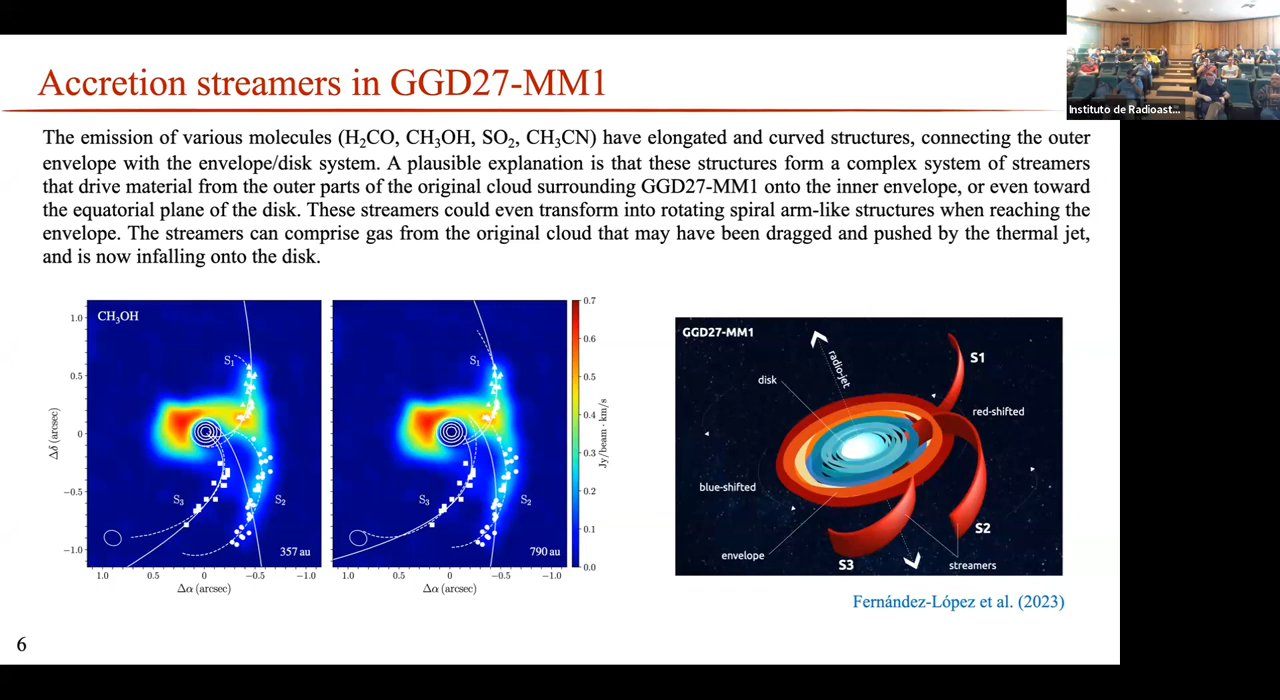 Instituto de Radioast...
Accretion streamers in GGD27-MM1
The emission of various molecules (H₂CO, CH₃OH, SO₂, CH₃CN) have elongated and curved structures, connecting the outer
envelope with the envelope/disk system. A plausible explanation is that these structures form a complex system of streamers
that drive material from the outer parts of the original cloud surrounding GGD27-MM1 onto the inner envelope, or even toward
the equatorial plane of the disk. These streamers could even transform into rotating spiral arm-like structures when reaching the
envelope. The streamers can comprise gas from the original cloud that may have been dragged and pushed by the thermal jet,
and is now infalling onto the disk.
CH₃OH
S₁
S₂
S₃
357 au
1.0
0.5
0
−0.5
−1.0
Δδ (arcsec)
1.0 0.5 0 −0.5 −1.0
Δα (arcsec)
S₁
S₂
S₃
790 au
1.0 0.5 0 −0.5 −1.0
Δα (arcsec)
0.7
0.6
0.5
0.4
0.3
0.2
0.1
0.0
Jy/beam · km/s
GGD27-MM1
radio-jet
S1
disk
red-shifted
blue-shifted
S2
envelope
S3
streamers
Fernández-López et al. (2023)
6